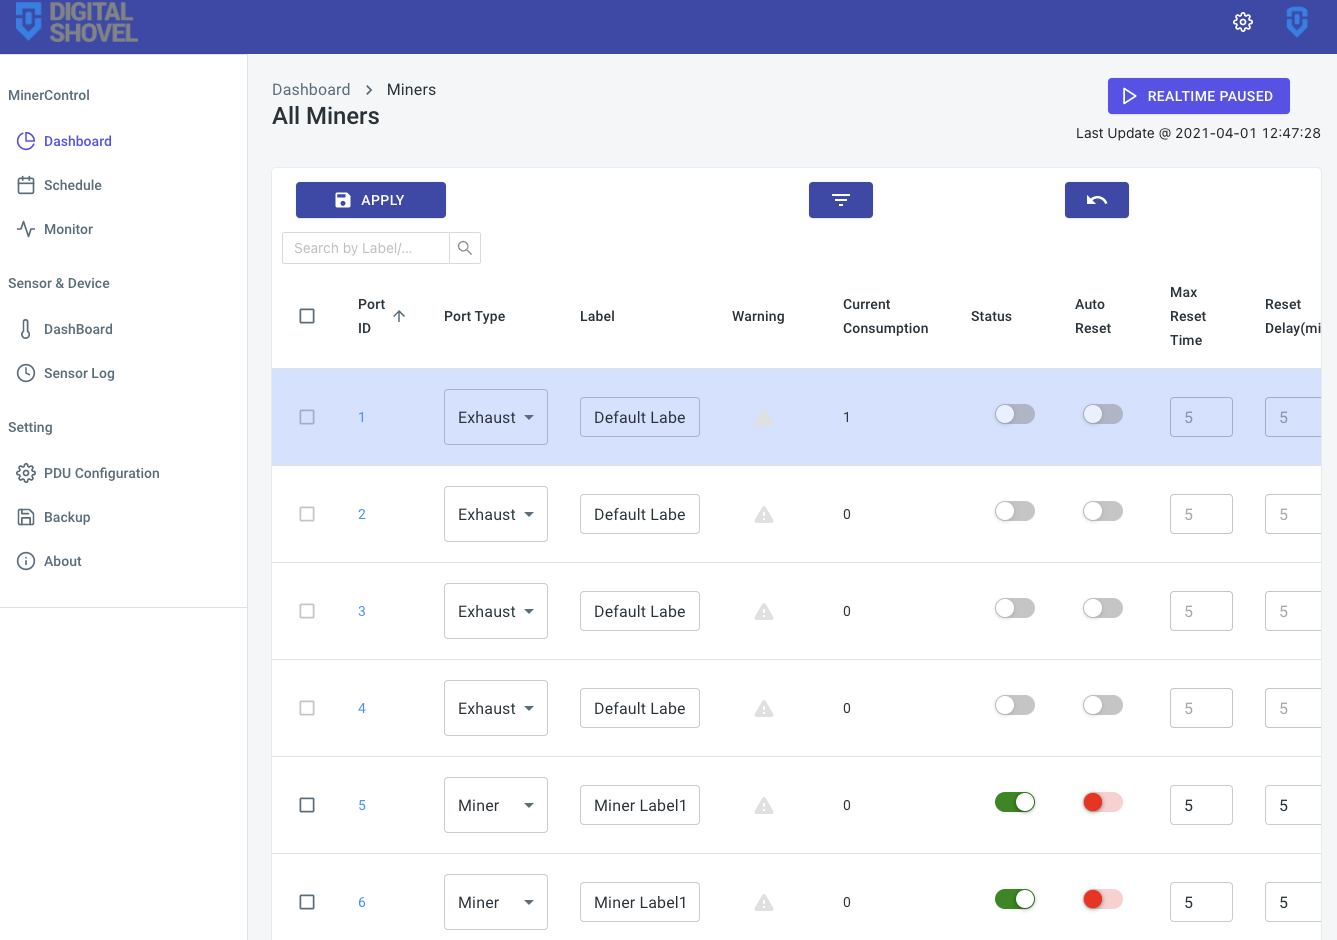 DIGITAL
SHOVEL
MinerControl
Dashboard
Schedule
Monitor
Sensor & Device
DashBoard
Sensor Log
Setting
PDU Configuration
Backup
About
Dashboard > Miners
All Miners
REALTIME PAUSED
Last Update @ 2021-04-01 12:47:28
APPLY
Search by Label/...
Port ID Port Type Label Warning Current Consumption Status Auto Reset Max Reset Time Reset Delay(mi
1 Exhaust Default Labe 1 5 5
2 Exhaust Default Labe 0 5 5
3 Exhaust Default Labe 0 5 5
4 Exhaust Default Labe 0 5 5
5 Miner Miner Label1 0 5 5
6 Miner Miner Label1 0 5 5